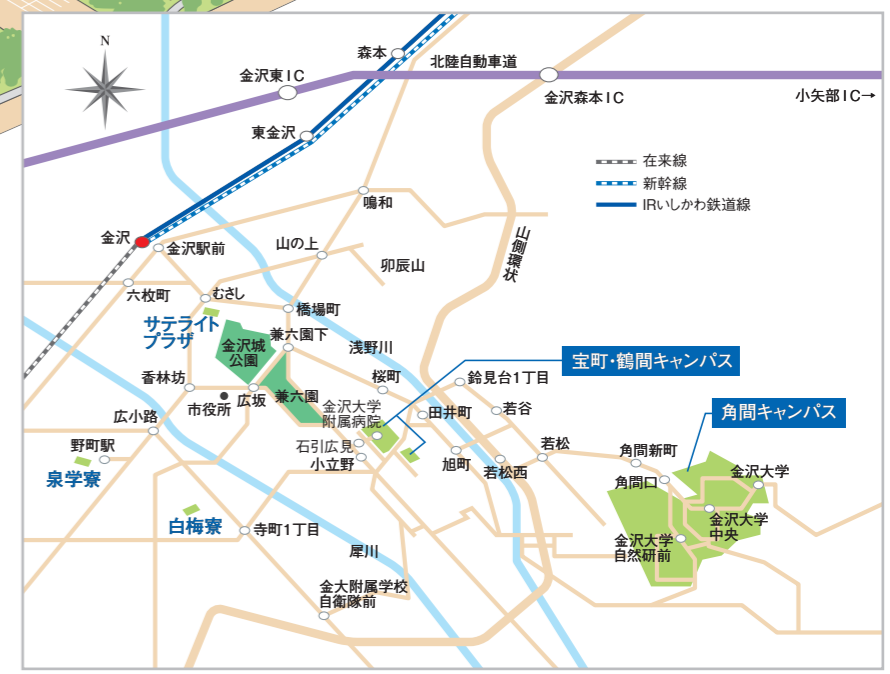 N
森本
北陸自動車道
金沢東IC
金沢森本IC
小矢部IC→
東金沢
在来線
新幹線
IRいしかわ鉄道線
鳴和
金沢
金沢駅前
山の上
卯辰山
山側環状
六枚町
むさし
橋場町
サテライト
プラザ
金沢城
公園
兼六園下
浅野川
宝町・鶴間キャンパス
香林坊
市役所
広坂
兼六園
桜町
鈴見台1丁目
金沢大学
附属病院
田井町
若谷
角間キャンパス
広小路
野町駅
石引広見
小立野
旭町
若松西
若松
角間新町
角間口
金沢大学
泉学寮
白梅寮
寺町1丁目
犀川
金沢大学
中央
金沢大学
自然研前
金大附属学校
自衛隊前